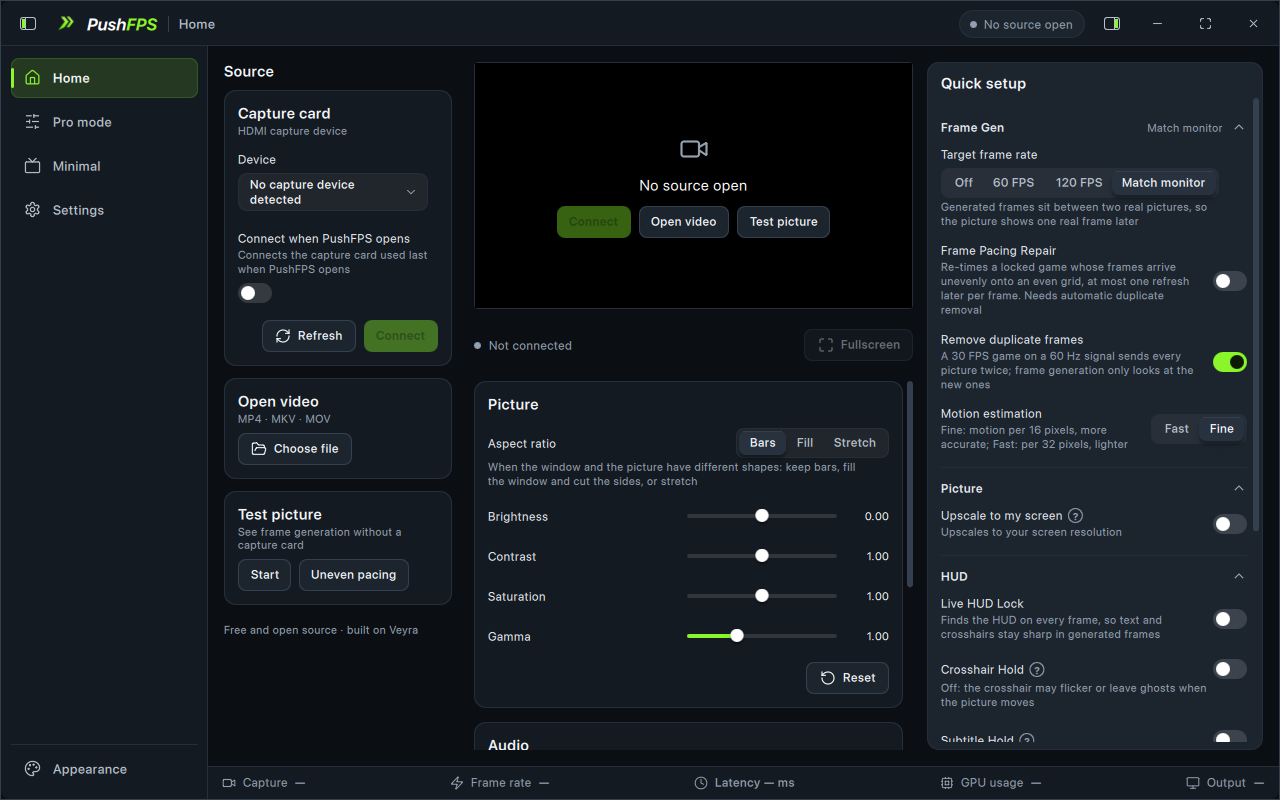 PushFPS
Home
No source open
Home
Pro mode
Minimal
Settings
Appearance
Source
Capture card
HDMI capture device
Device
No capture device
detected
Connect when PushFPS opens
Connects the capture card used last
when PushFPS opens
Refresh
Connect
Open video
MP4 · MKV · MOV
Choose file
Test picture
See frame generation without a
capture card
Start
Uneven pacing
Free and open source · built on Veyra
No source open
Connect
Open video
Test picture
Not connected
Fullscreen
Picture
Aspect ratio
Bars
Fill
Stretch
When the window and the picture have different shapes: keep bars, fill
the window and cut the sides, or stretch
Brightness
0.00
Contrast
1.00
Saturation
1.00
Gamma
1.00
Reset
Audio
Quick setup
Frame Gen
Match monitor
Target frame rate
Off
60 FPS
120 FPS
Match monitor
Generated frames sit between two real pictures, so
the picture shows one real frame later
Frame Pacing Repair
Re-times a locked game whose frames arrive
unevenly onto an even grid, at most one refresh
later per frame. Needs automatic duplicate
removal
Remove duplicate frames
A 30 FPS game on a 60 Hz signal sends every
picture twice; frame generation only looks at the
new ones
Motion estimation
Fine: motion per 16 pixels, more
accurate; Fast: per 32 pixels, lighter
Fast
Fine
Picture
Upscale to my screen ?
Upscales to your screen resolution
HUD
Live HUD Lock
Finds the HUD on every frame, so text and
crosshairs stay sharp in generated frames
Crosshair Hold ?
Off: the crosshair may flicker or leave ghosts when
the picture moves
Subtitle Hold ?
Capture —
Frame rate —
Latency — ms
GPU usage —
Output —